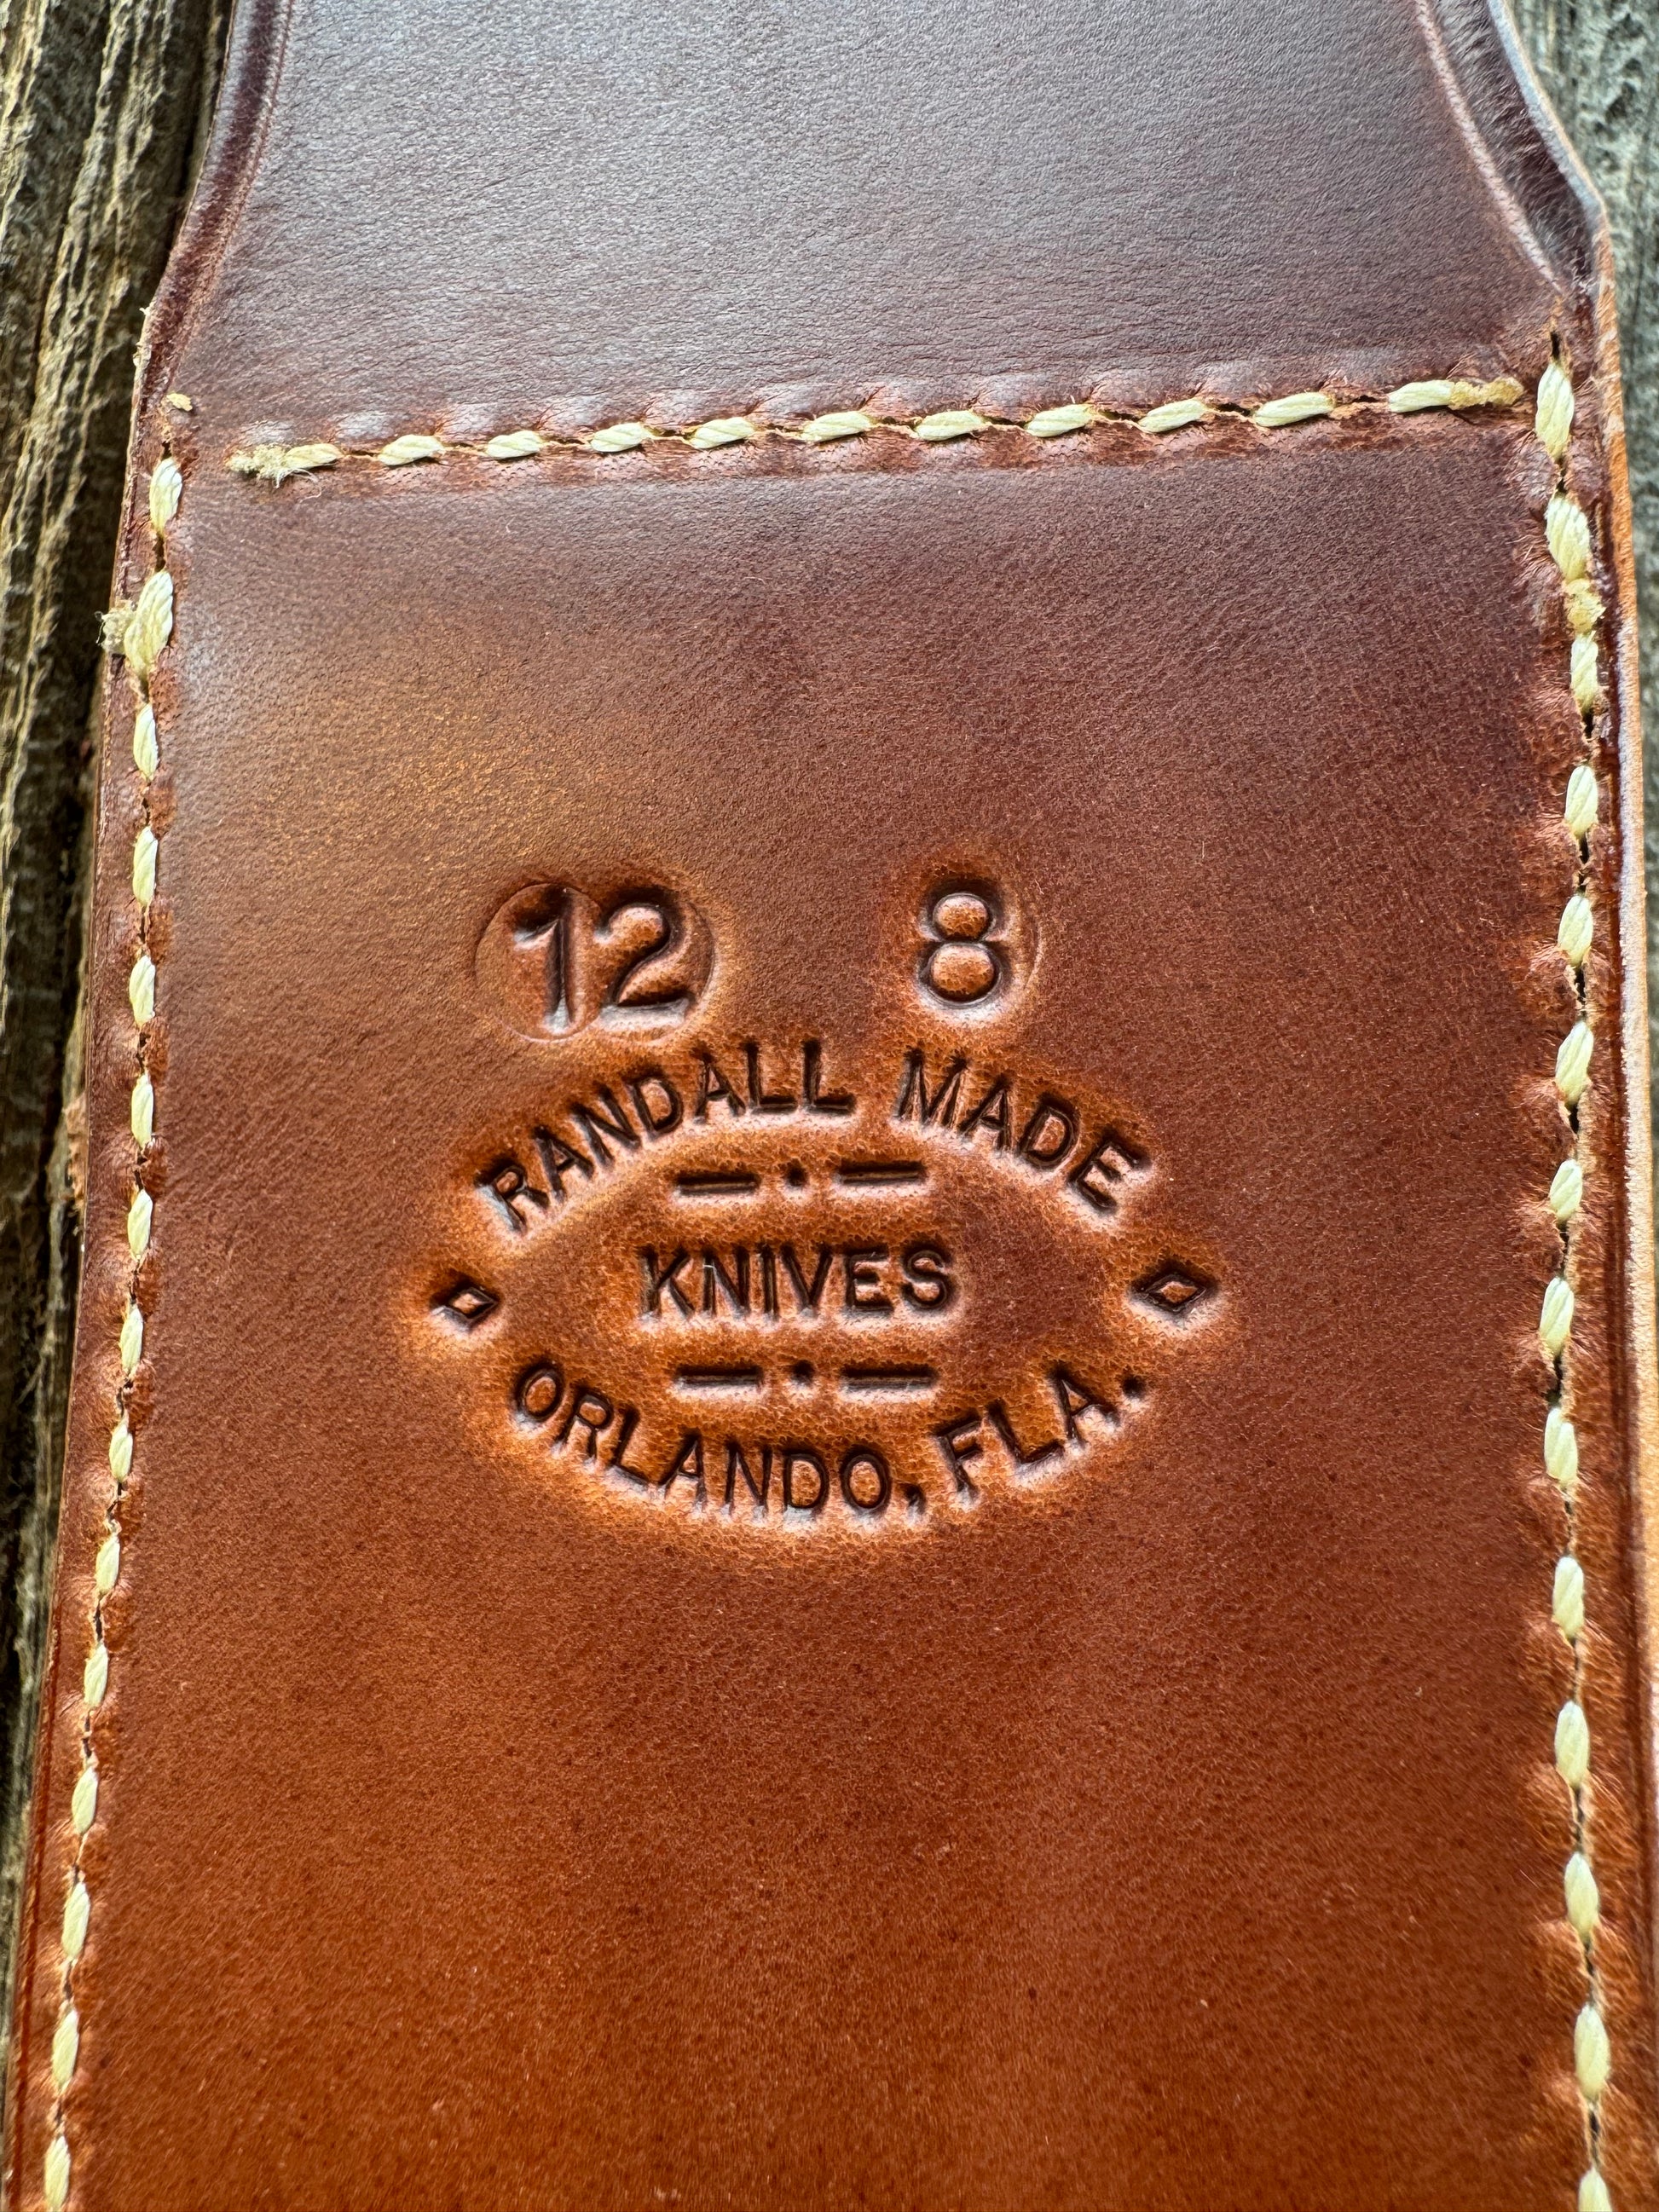 12 8
RANDALL MADE
KNIVES
ORLANDO, FLA.